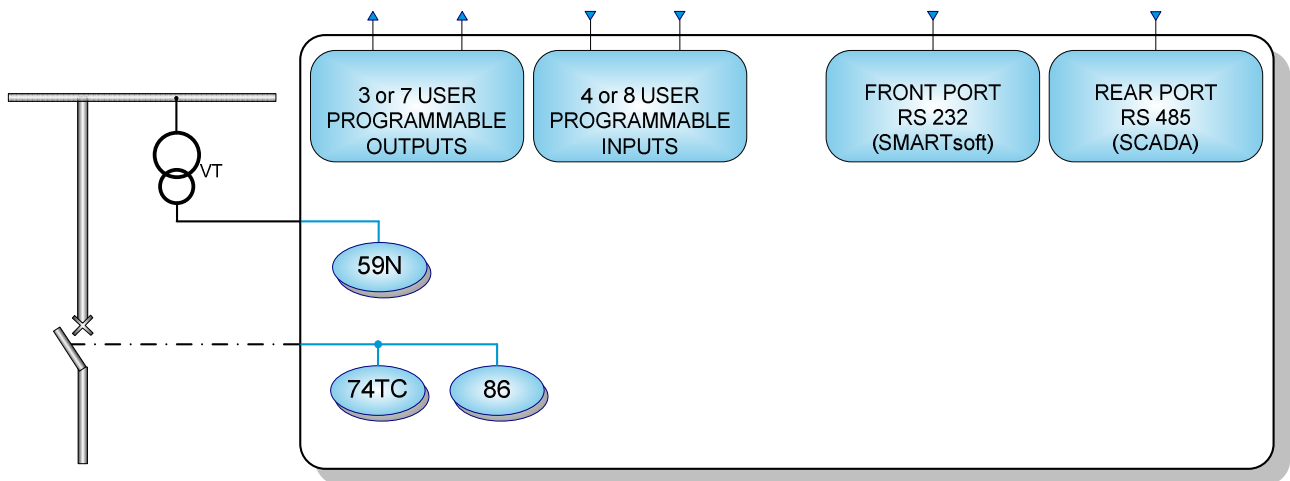 3 or 7 USER
PROGRAMMABLE
OUTPUTS
4 or 8 USER
PROGRAMMABLE
INPUTS
FRONT PORT
RS 232
(SMARTsoft)
REAR PORT
RS 485
(SCADA)
VT
59N
74TC
86